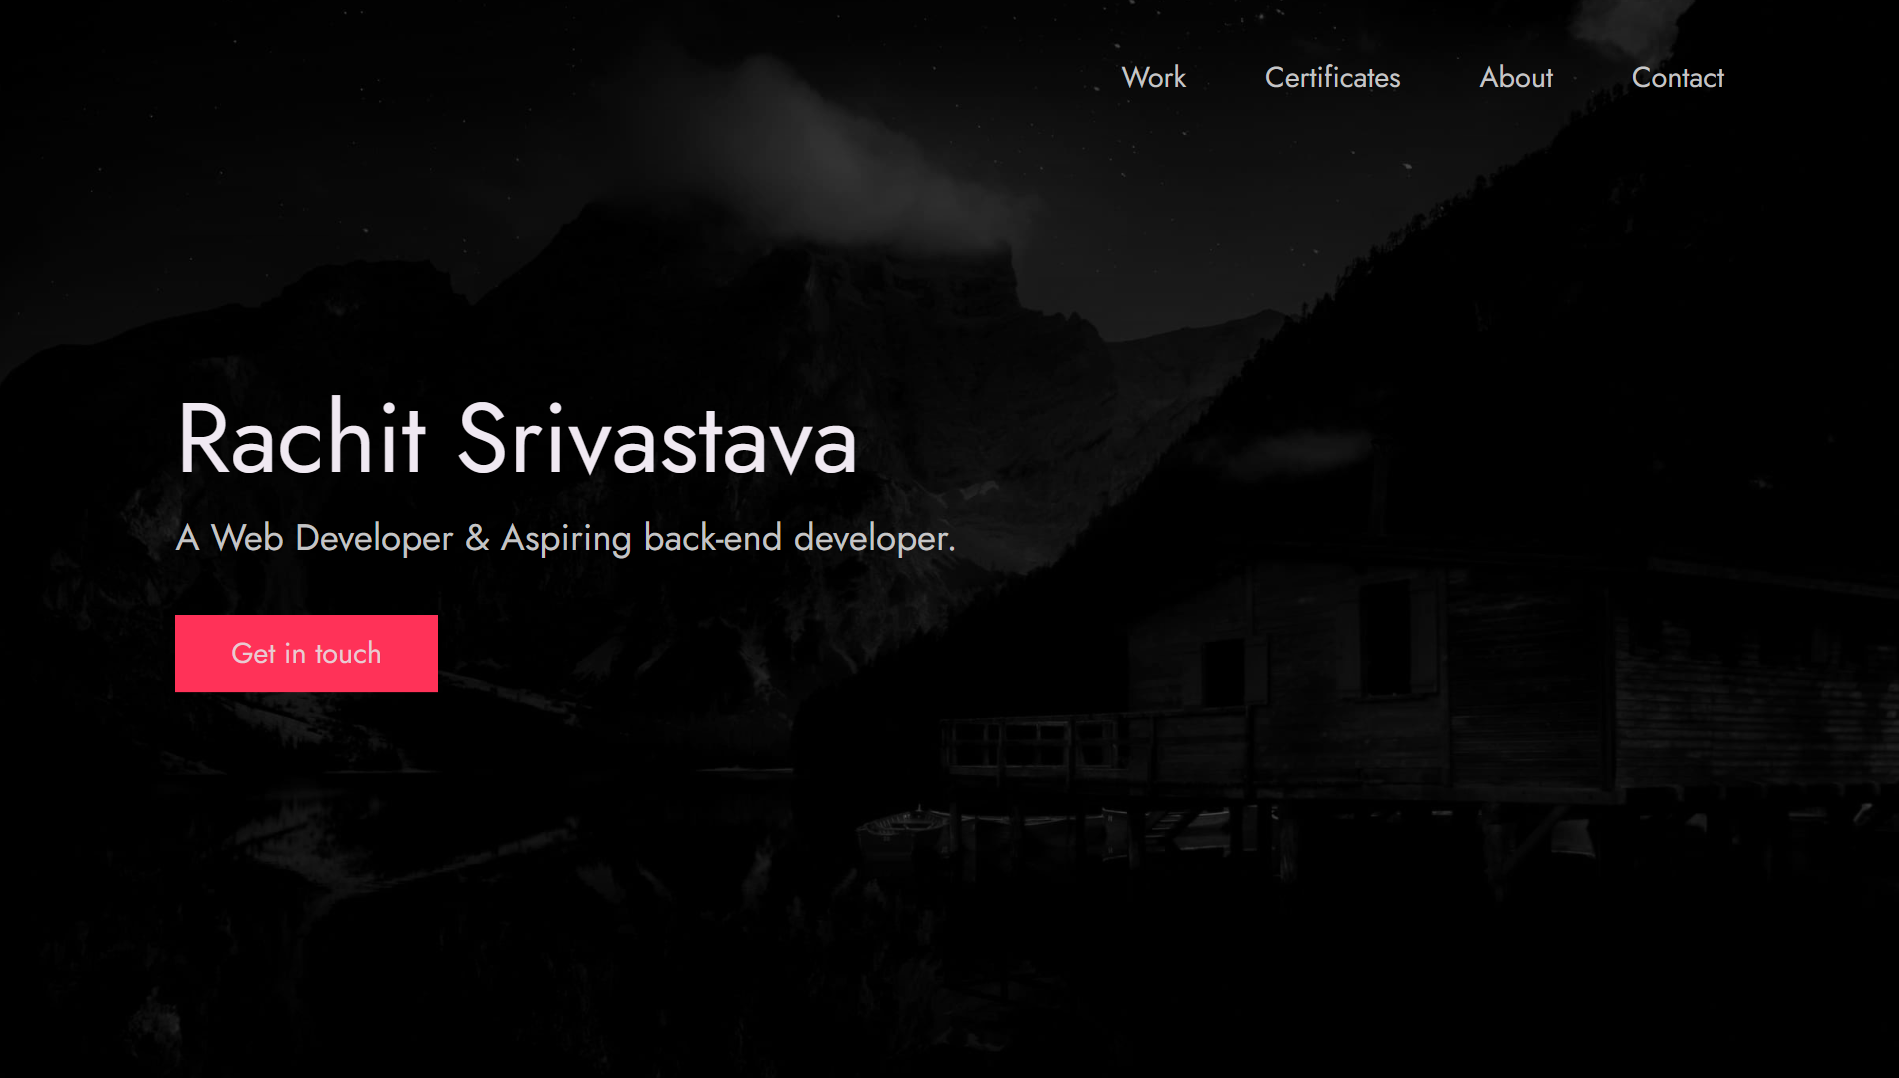 Work Certificates About Contact
Rachit Srivastava
A Web Developer & Aspiring back-end developer.
Get in touch